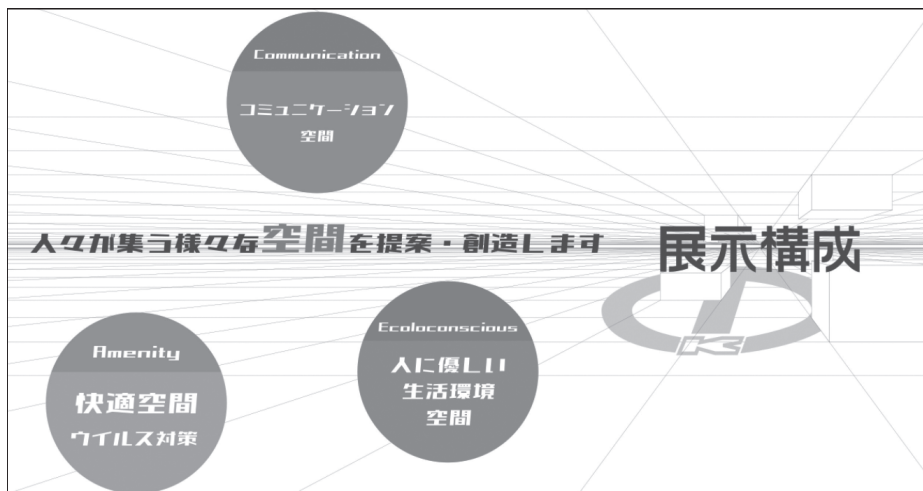 Communication
コミュニケーション
空間
人々が集う様々な空間を提案・創造します
展示構成
K
Amenity
快適空間
ウイルス対策
Ecoloconscious
人に優しい
生活環境
空間